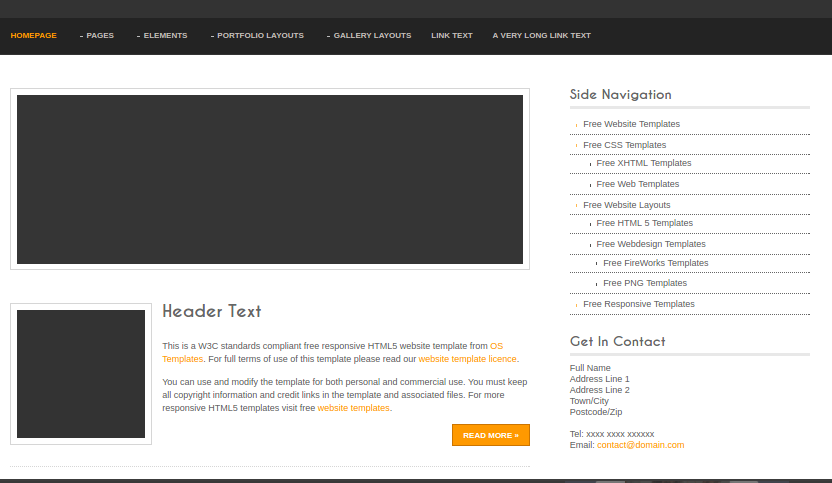 HOMEPAGE PAGES ELEMENTS PORTFOLIO LAYOUTS GALLERY LAYOUTS LINK TEXT A VERY LONG LINK TEXT
Header Text
This is a W3C standards compliant free responsive HTML5 website template from OS
Templates. For full terms of use of this template please read our website template licence.
You can use and modify the template for both personal and commercial use. You must keep
all copyright information and credit links in the template and associated files. For more
responsive HTML5 templates visit free website templates.
READ MORE »
Side Navigation
Free Website Templates
Free CSS Templates
Free XHTML Templates
Free Web Templates
Free Website Layouts
Free HTML 5 Templates
Free Webdesign Templates
Free FireWorks Templates
Free PNG Templates
Free Responsive Templates
Get In Contact
Full Name
Address Line 1
Address Line 2
Town/City
Postcode/Zip
Tel: xxxx xxxx xxxxxx
Email: contact@domain.com